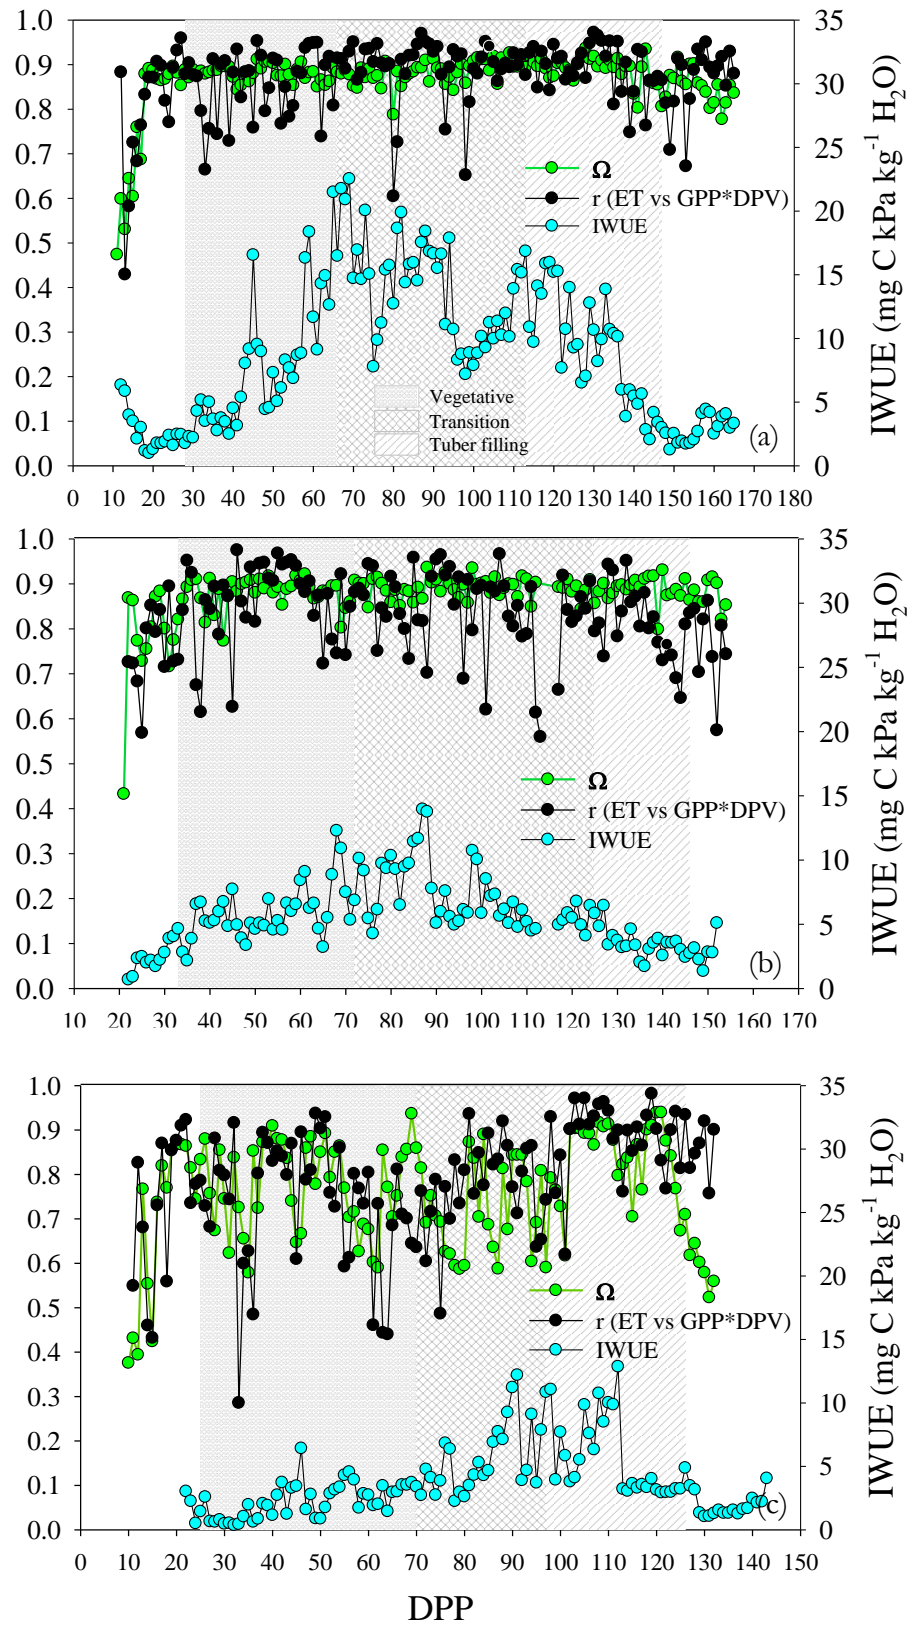 1.0
0.9
0.8
0.7
0.6
0.5
0.4
0.3
0.2
0.1
0.0
35
30
25
20
15
10
5
0
IWUE (mg C kPa kg-1 H2O)
Ω
r (ET vs GPP*DPV)
IWUE
Vegetative
Transition
Tuber filling
(a)
0 10 20 30 40 50 60 70 80 90 100 110 120 130 140 150 160 170 180
1.0
0.9
0.8
0.7
0.6
0.5
0.4
0.3
0.2
0.1
0.0
35
30
25
20
15
10
5
0
IWUE (mg C kPa kg-1 H2O)
Ω
r (ET vs GPP*DPV)
IWUE
(b)
10 20 30 40 50 60 70 80 90 100 110 120 130 140 150 160 170
1.0
0.9
0.8
0.7
0.6
0.5
0.4
0.3
0.2
0.1
0.0
35
30
25
20
15
10
5
0
IWUE (mg C kPa kg-1 H2O)
Ω
r (ET vs GPP*DPV)
IWUE
(c)
0 10 20 30 40 50 60 70 80 90 100 110 120 130 140 150
DPP